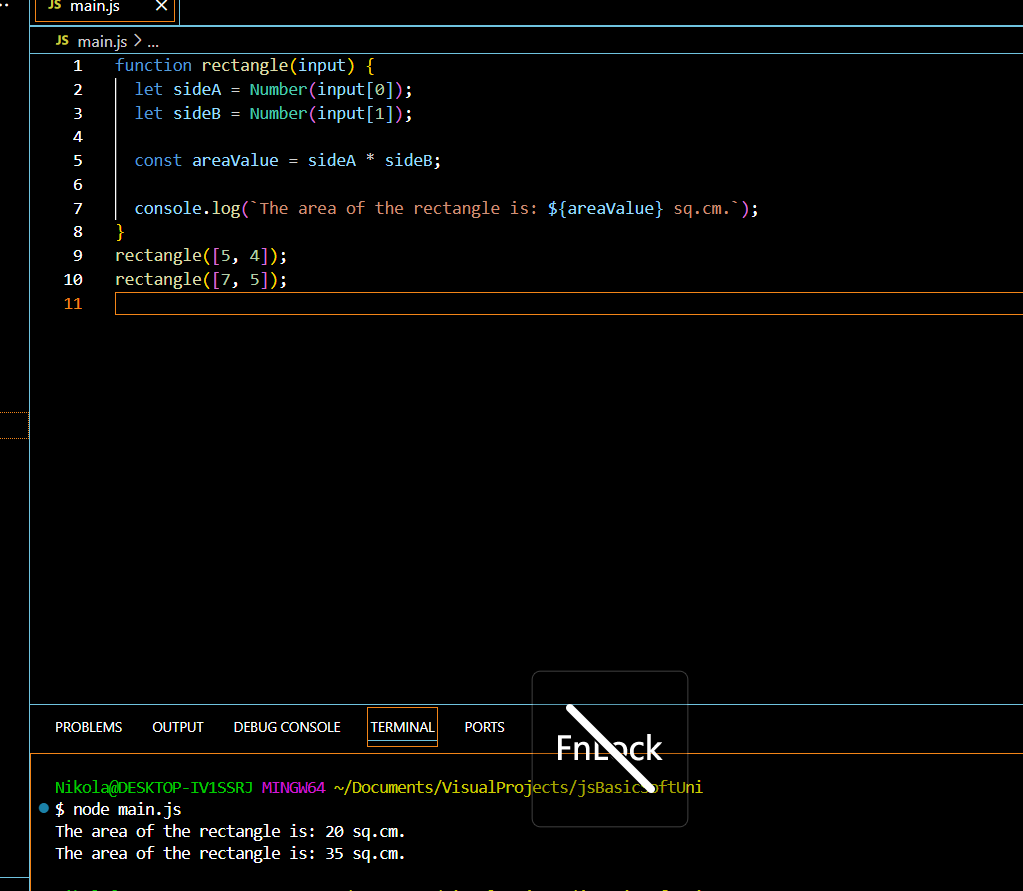 JS main.js ×
JS main.js > ...
1 function rectangle(input) {
2 let sideA = Number(input[0]);
3 let sideB = Number(input[1]);
4
5 const areaValue = sideA * sideB;
6
7 console.log(`The area of the rectangle is: ${areaValue} sq.cm.`);
8 }
9 rectangle([5, 4]);
10 rectangle([7, 5]);
11
PROBLEMS OUTPUT DEBUG CONSOLE TERMINAL PORTS
FnLock
Nikola@DESKTOP-IV1SSRJ MINGW64 ~/Documents/VisualProjects/jsBasicSoftUni
$ node main.js
The area of the rectangle is: 20 sq.cm.
The area of the rectangle is: 35 sq.cm.